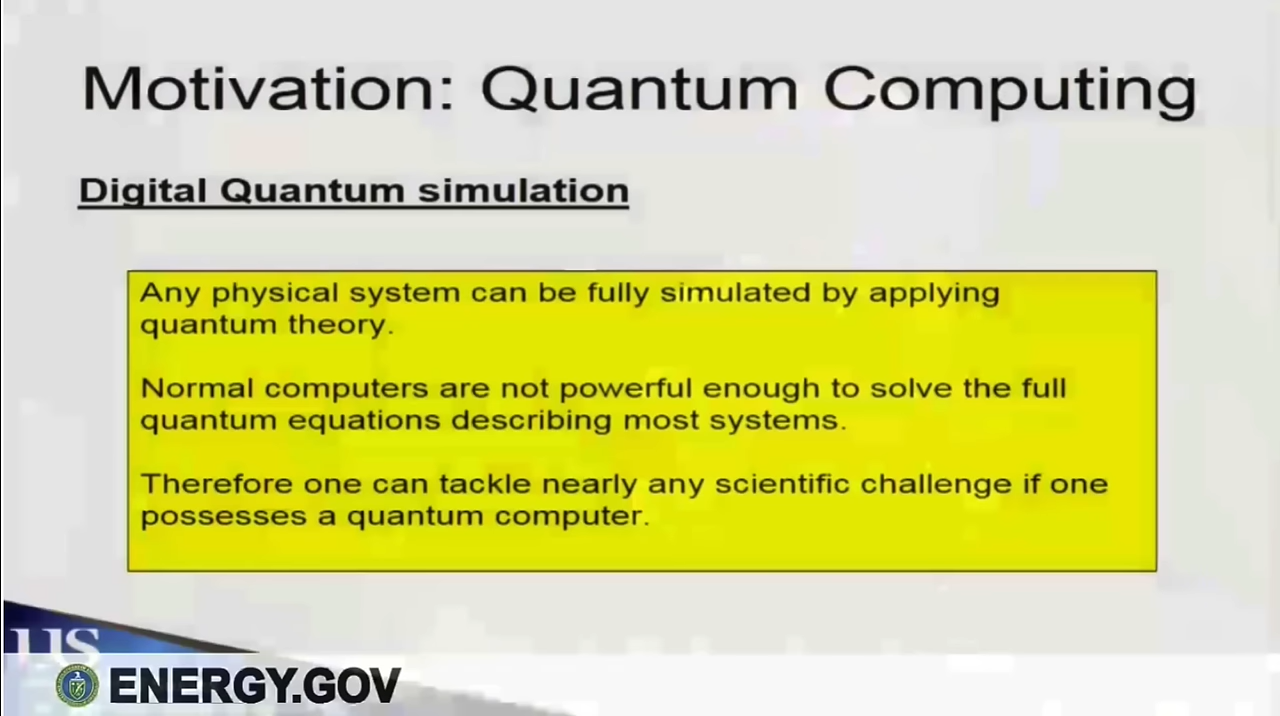 Motivation: Quantum Computing
Digital Quantum simulation
Any physical system can be fully simulated by applying
quantum theory.
Normal computers are not powerful enough to solve the full
quantum equations describing most systems.
Therefore one can tackle nearly any scientific challenge if one
possesses a quantum computer.
US
ENERGY.GOV